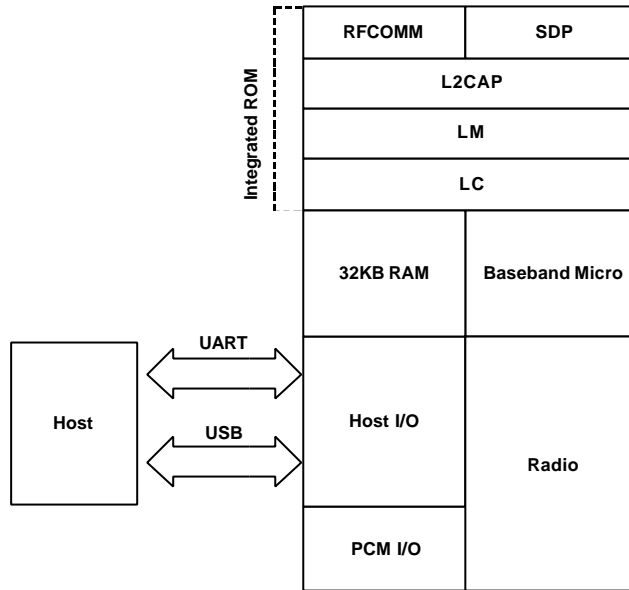 RFCOMM
SDP
L2CAP
LM
LC
Integrated ROM
32KB RAM
Baseband Micro
UART
Host
USB
Host I/O
Radio
PCM I/O